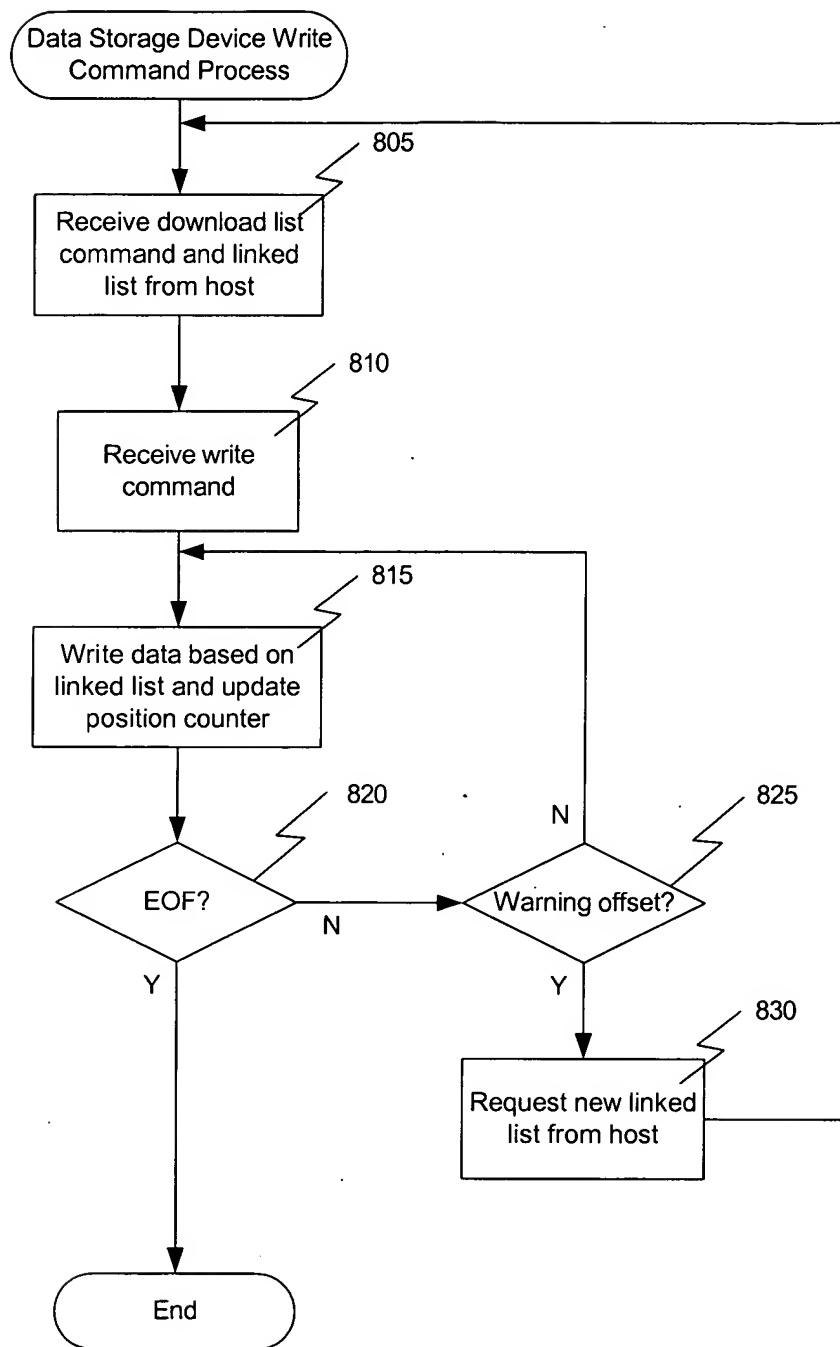 Data Storage Device Write
Command Process
805
Receive download list
command and linked
list from host
810
Receive write
command
815
Write data based on
linked list and update
position counter
820
EOF?
N
Y
825
N
Warning offset?
Y
830
Request new linked
list from host
End